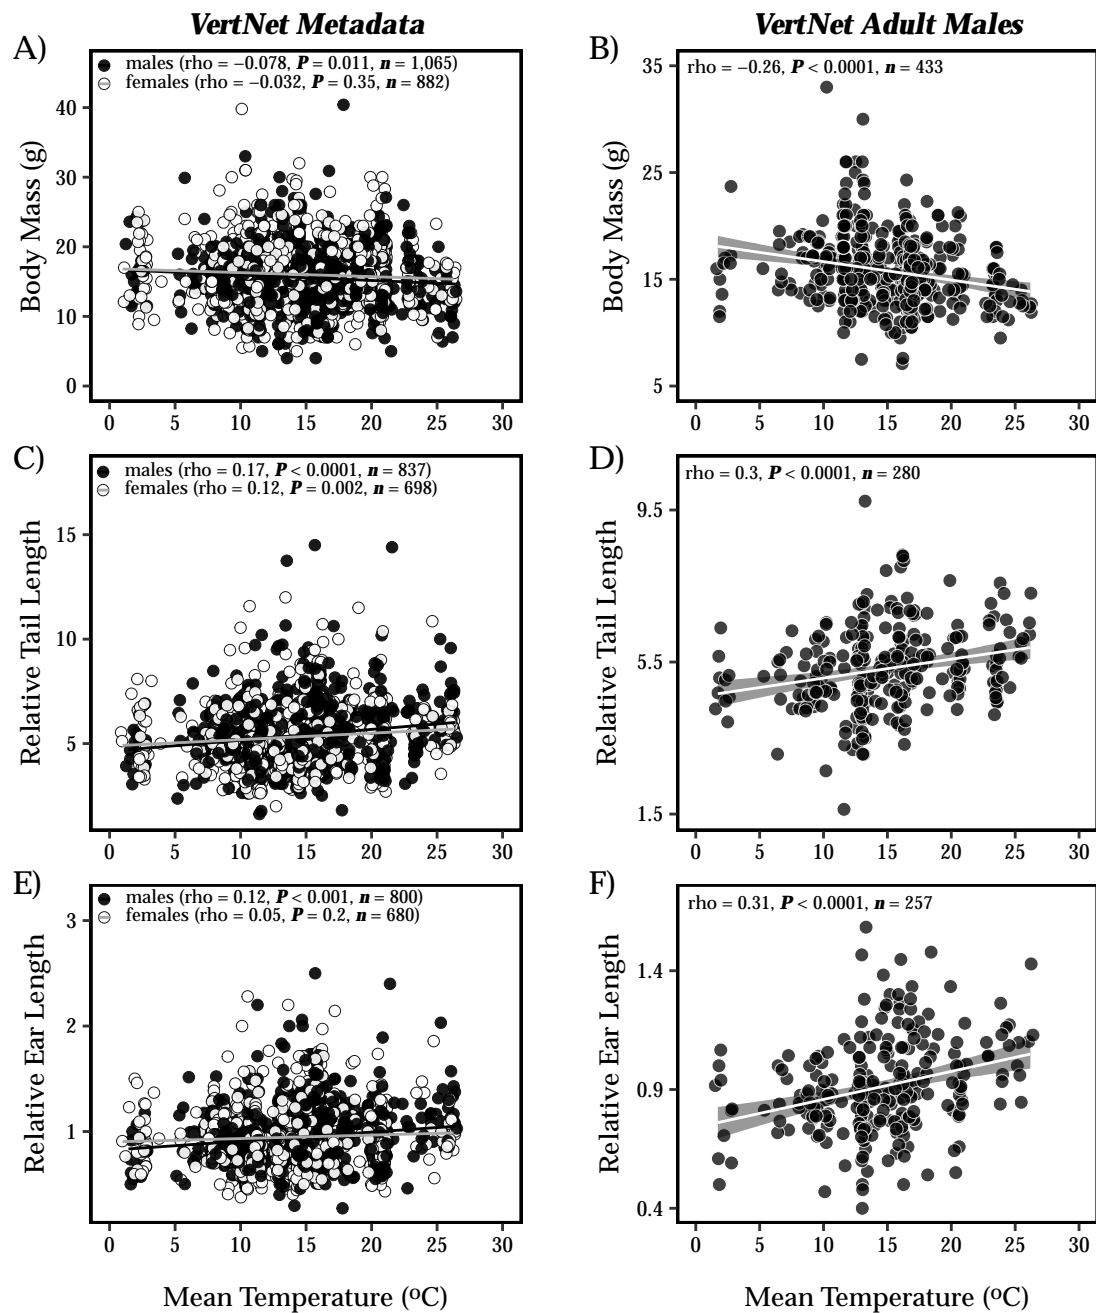 VertNet Metadata
VertNet Adult Males
A)
males (rho = −0.078, P = 0.011, n = 1,065)
females (rho = −0.032, P = 0.35, n = 882)
Body Mass (g)
40
30
20
10
0
0 5 10 15 20 25 30
B)
rho = −0.26, P < 0.0001, n = 433
Body Mass (g)
35
25
15
5
0 5 10 15 20 25 30
C)
males (rho = 0.17, P < 0.0001, n = 837)
females (rho = 0.12, P = 0.002, n = 698)
Relative Tail Length
15
10
5
0 5 10 15 20 25 30
D)
rho = 0.3, P < 0.0001, n = 280
Relative Tail Length
9.5
5.5
1.5
0 5 10 15 20 25 30
E)
males (rho = 0.12, P < 0.001, n = 800)
females (rho = 0.05, P = 0.2, n = 680)
Relative Ear Length
3
2
1
0 5 10 15 20 25 30
Mean Temperature (ºC)
F)
rho = 0.31, P < 0.0001, n = 257
Relative Ear Length
1.4
0.9
0.4
0 5 10 15 20 25 30
Mean Temperature (ºC)